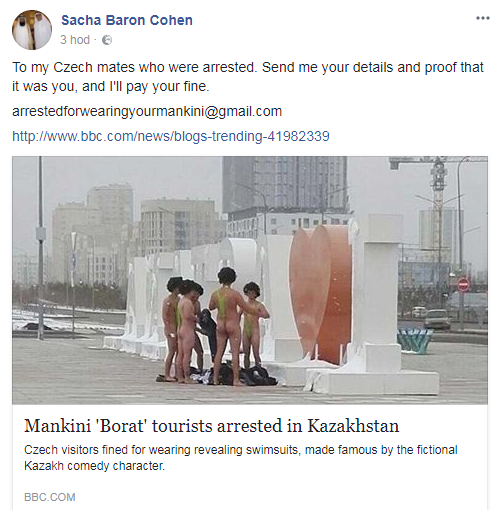 Sacha Baron Cohen
3 hod ·
To my Czech mates who were arrested. Send me your details and proof that
it was you, and I'll pay your fine.
arrestedforwearingyourmankini@gmail.com
http://www.bbc.com/news/blogs-trending-41982339
Mankini 'Borat' tourists arrested in Kazakhstan
Czech visitors fined for wearing revealing swimsuits, made famous by the fictional
Kazakh comedy character.
BBC.COM